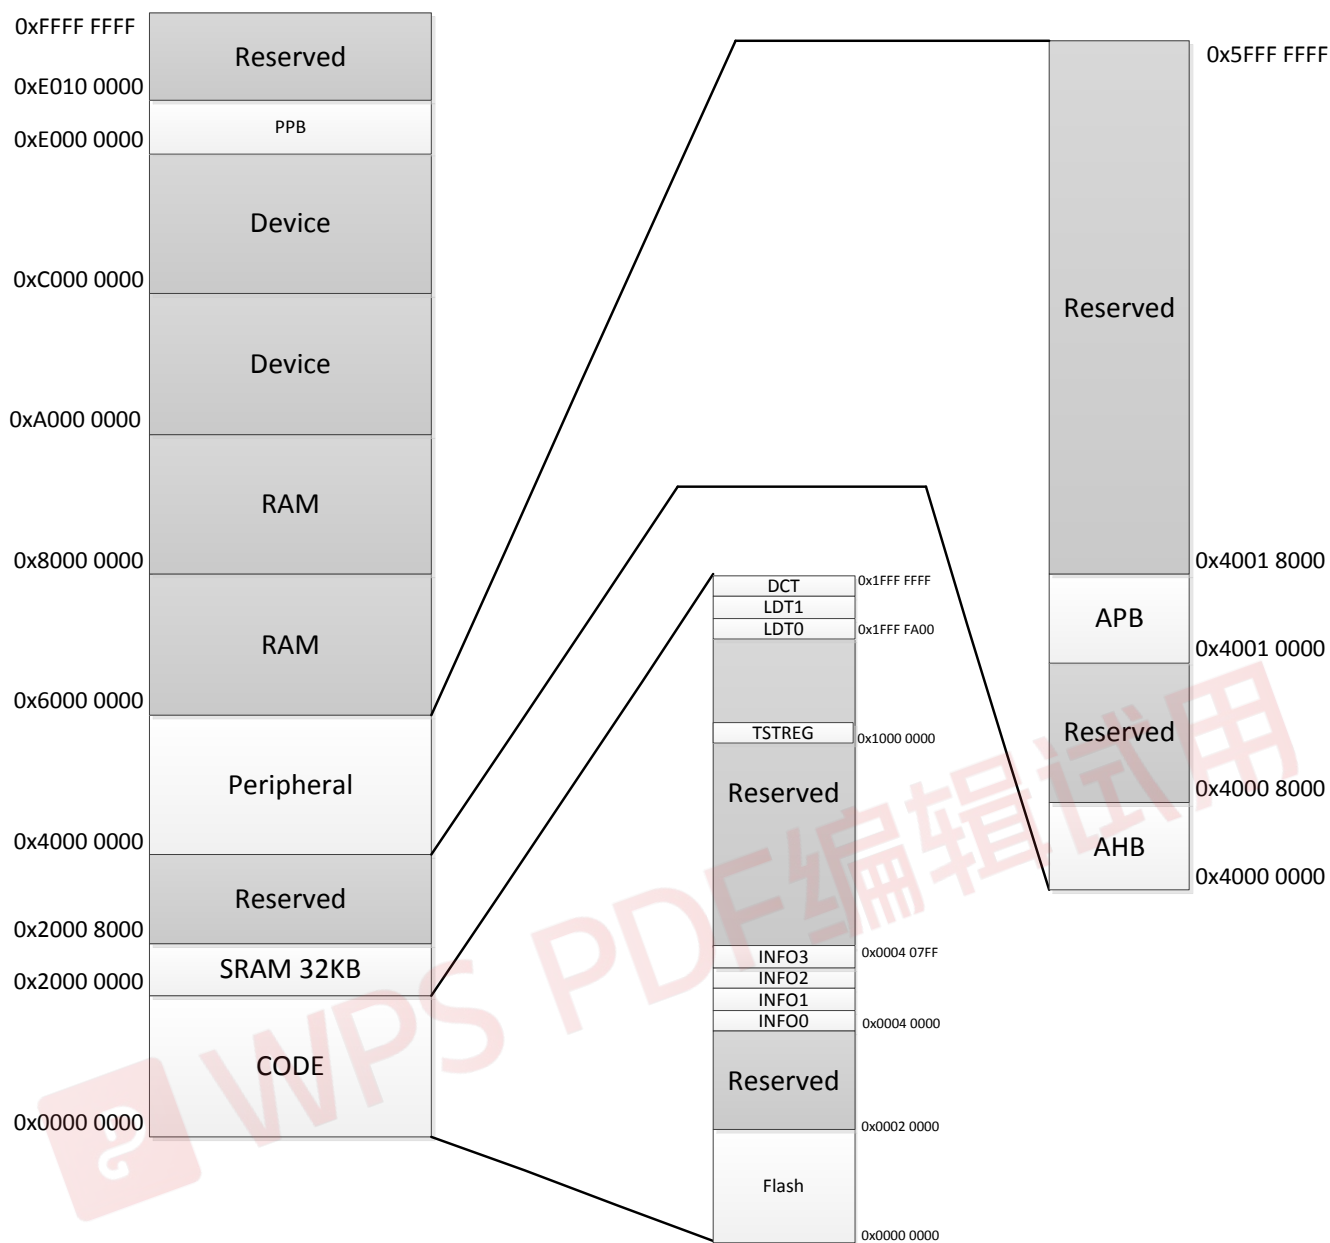 0xFFFF FFFF
Reserved
0xE010 0000
PPB
0xE000 0000
Device
0xC000 0000
Device
0xA000 0000
RAM
0x8000 0000
RAM
0x6000 0000
Peripheral
0x4000 0000
Reserved
0x2000 8000
SRAM 32KB
0x2000 0000
CODE
0x0000 0000
DCT
0x1FFF FFFF
LDT1
LDT0
0x1FFF FA00
TSTREG
0x1000 0000
Reserved
INFO3
0x0004 07FF
INFO2
INFO1
INFO0
0x0004 0000
Reserved
0x0002 0000
Flash
0x0000 0000
0x5FFF FFFF
Reserved
0x4001 8000
APB
0x4001 0000
Reserved
0x4000 8000
AHB
0x4000 0000
WPS PDF编辑试用